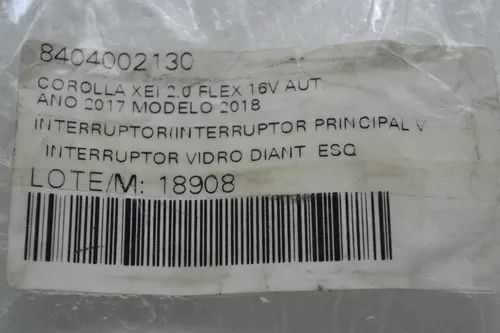 8404002130
COROLLA XEI 2.0 FLEX 16V AUT.
ANO 2017 MODELO 2018
INTERRUPTOR(INTERRUPTOR PRINCIPAL V
INTERRUPTOR VIDRO DIANT ESQ
LOTE/M: 18908